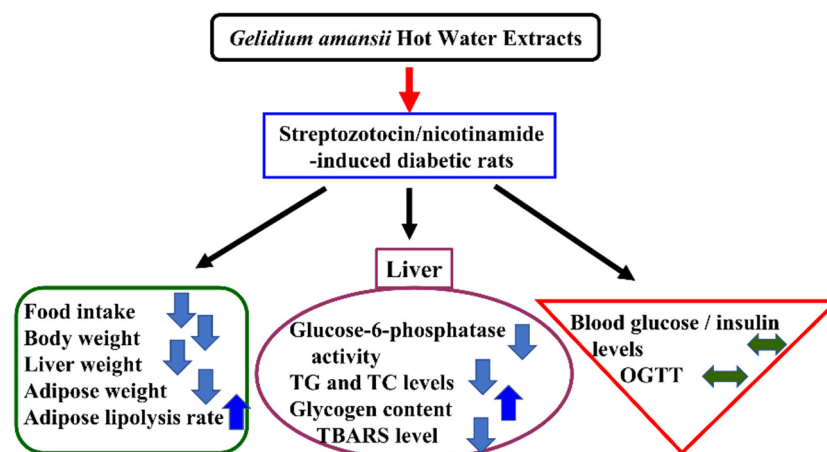 Gelidium amansii Hot Water Extracts
Streptozotocin/nicotinamide
-induced diabetic rats
Food intake
Body weight
Liver weight
Adipose weight
Adipose lipolysis rate
Liver
Glucose-6-phosphatase
activity
TG and TC levels
Glycogen content
TBARS level
Blood glucose / insulin
levels
OGTT